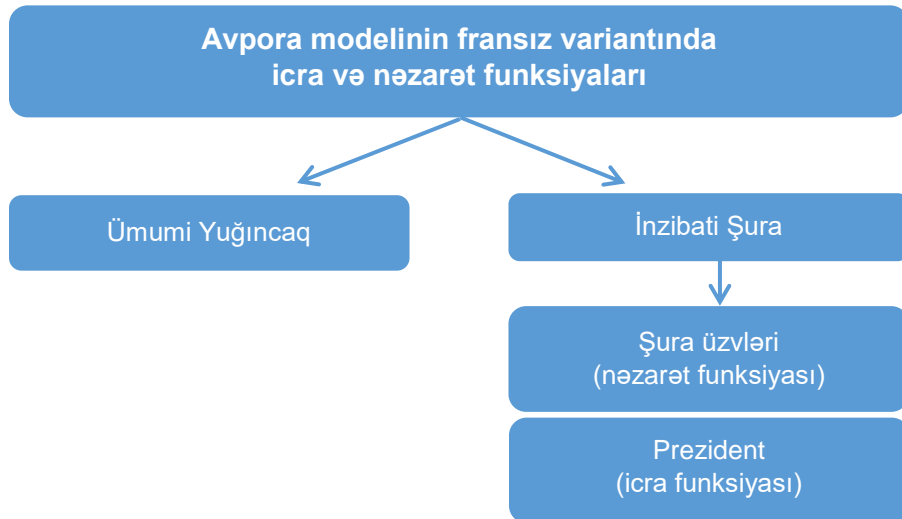 Avpora modelinin fransız variantında
icra və nəzarət funksiyaları
Ümumi Yuğıncaq
İnzibati Şura
Şura üzvləri
(nəzarət funksiyası)
Prezident
(icra funksiyası)